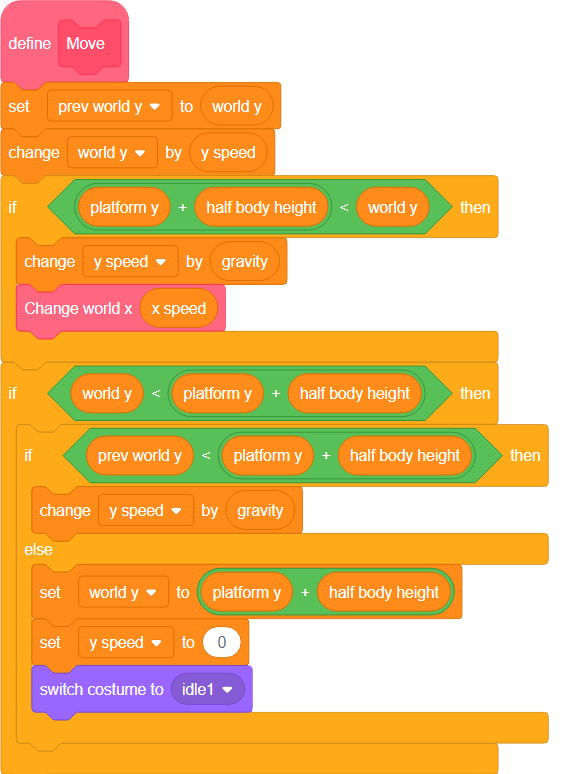 define Move
set prev world y to world y
change world y by y speed
if platform y + half body height < world y then
change y speed by gravity
Change world x x speed
if world y < platform y + half body height then
if prev world y < platform y + half body height then
change y speed by gravity
else
set world y to platform y + half body height
set y speed to 0
switch costume to idle1